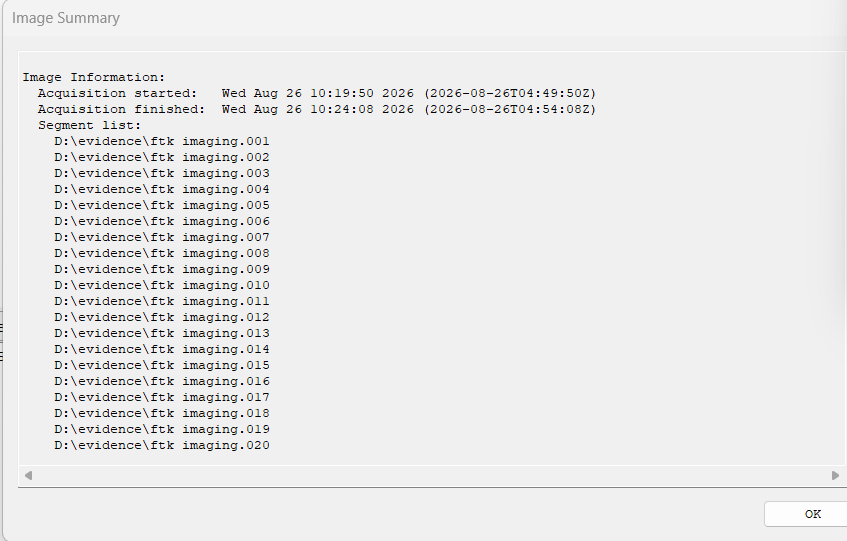 Image Summary
Image Information:
Acquisition started:   Wed Aug 26 10:19:50 2026 (2026-08-26T04:49:50Z)
Acquisition finished:  Wed Aug 26 10:24:08 2026 (2026-08-26T04:54:08Z)
Segment list:
D:\evidence\ftk imaging.001
D:\evidence\ftk imaging.002
D:\evidence\ftk imaging.003
D:\evidence\ftk imaging.004
D:\evidence\ftk imaging.005
D:\evidence\ftk imaging.006
D:\evidence\ftk imaging.007
D:\evidence\ftk imaging.008
D:\evidence\ftk imaging.009
D:\evidence\ftk imaging.010
D:\evidence\ftk imaging.011
D:\evidence\ftk imaging.012
D:\evidence\ftk imaging.013
D:\evidence\ftk imaging.014
D:\evidence\ftk imaging.015
D:\evidence\ftk imaging.016
D:\evidence\ftk imaging.017
D:\evidence\ftk imaging.018
D:\evidence\ftk imaging.019
D:\evidence\ftk imaging.020
OK